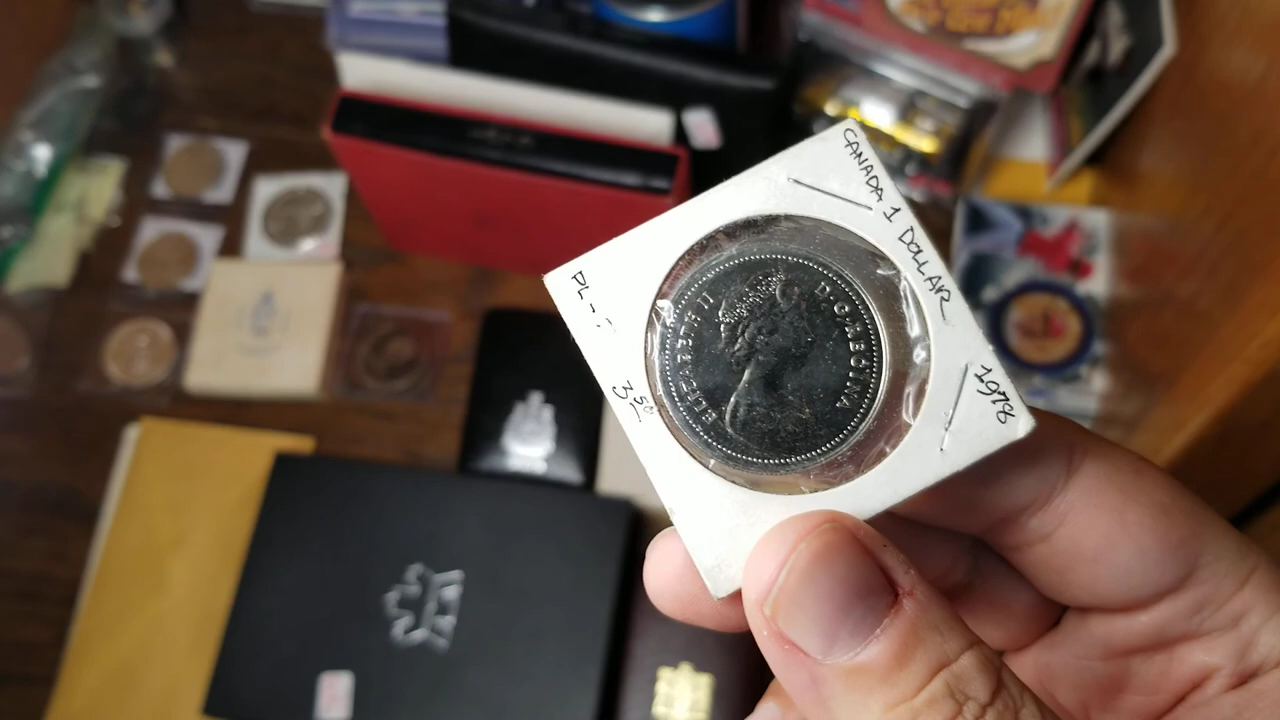 CANADA 1 DOLLAR
1978
PL-
3.50
ELIZABETH II
D·G·REGINA